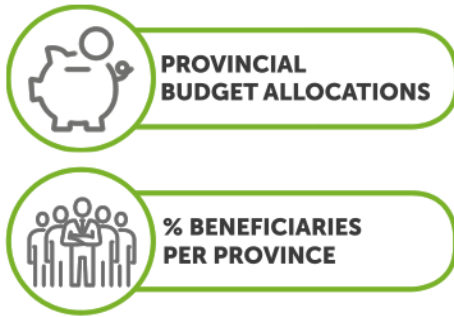 PROVINCIAL
BUDGET ALLOCATIONS
% BENEFICIARIES
PER PROVINCE